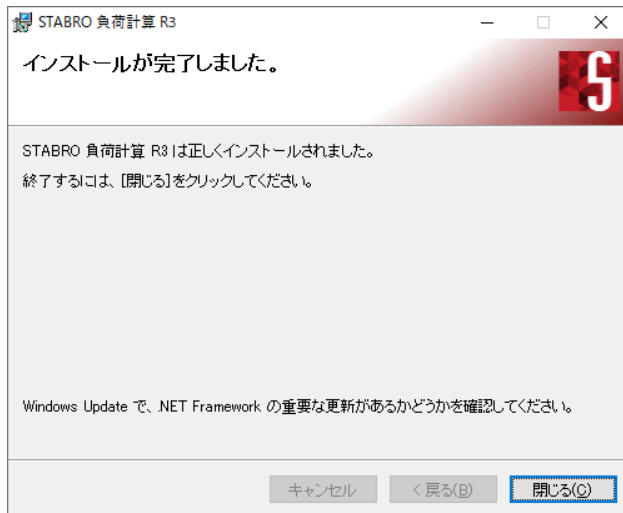 STABRO 負荷計算 R3
インストールが完了しました。
S
STABRO 負荷計算 R3 は正しくインストールされました。
終了するには、[閉じる]をクリックしてください。
Windows Update で、.NET Framework の重要な更新があるかどうかを確認してください。
キャンセル
< 戻る(B)
閉じる(C)